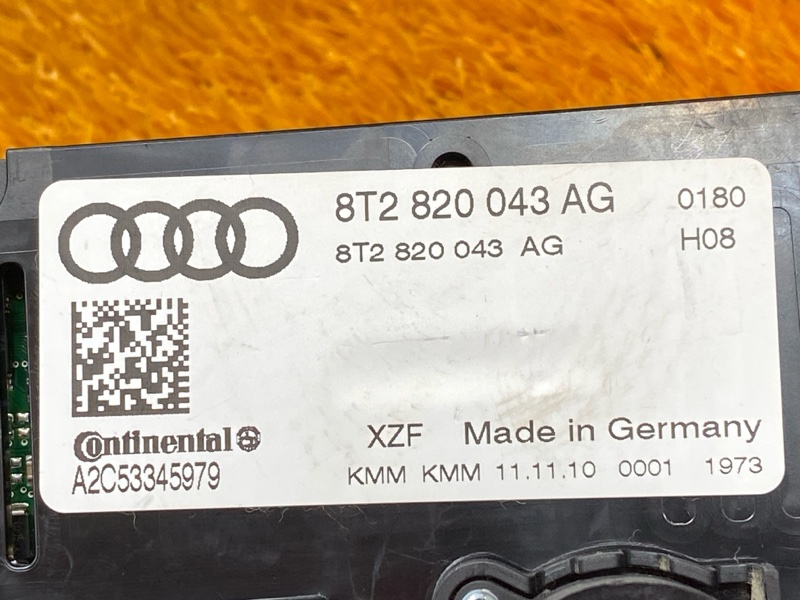 8T2 820 043 AG 0180
8T2 820 043 AG H08
Continental
A2C53345979
XZF Made in Germany
KMM KMM 11.11.10 0001 1973